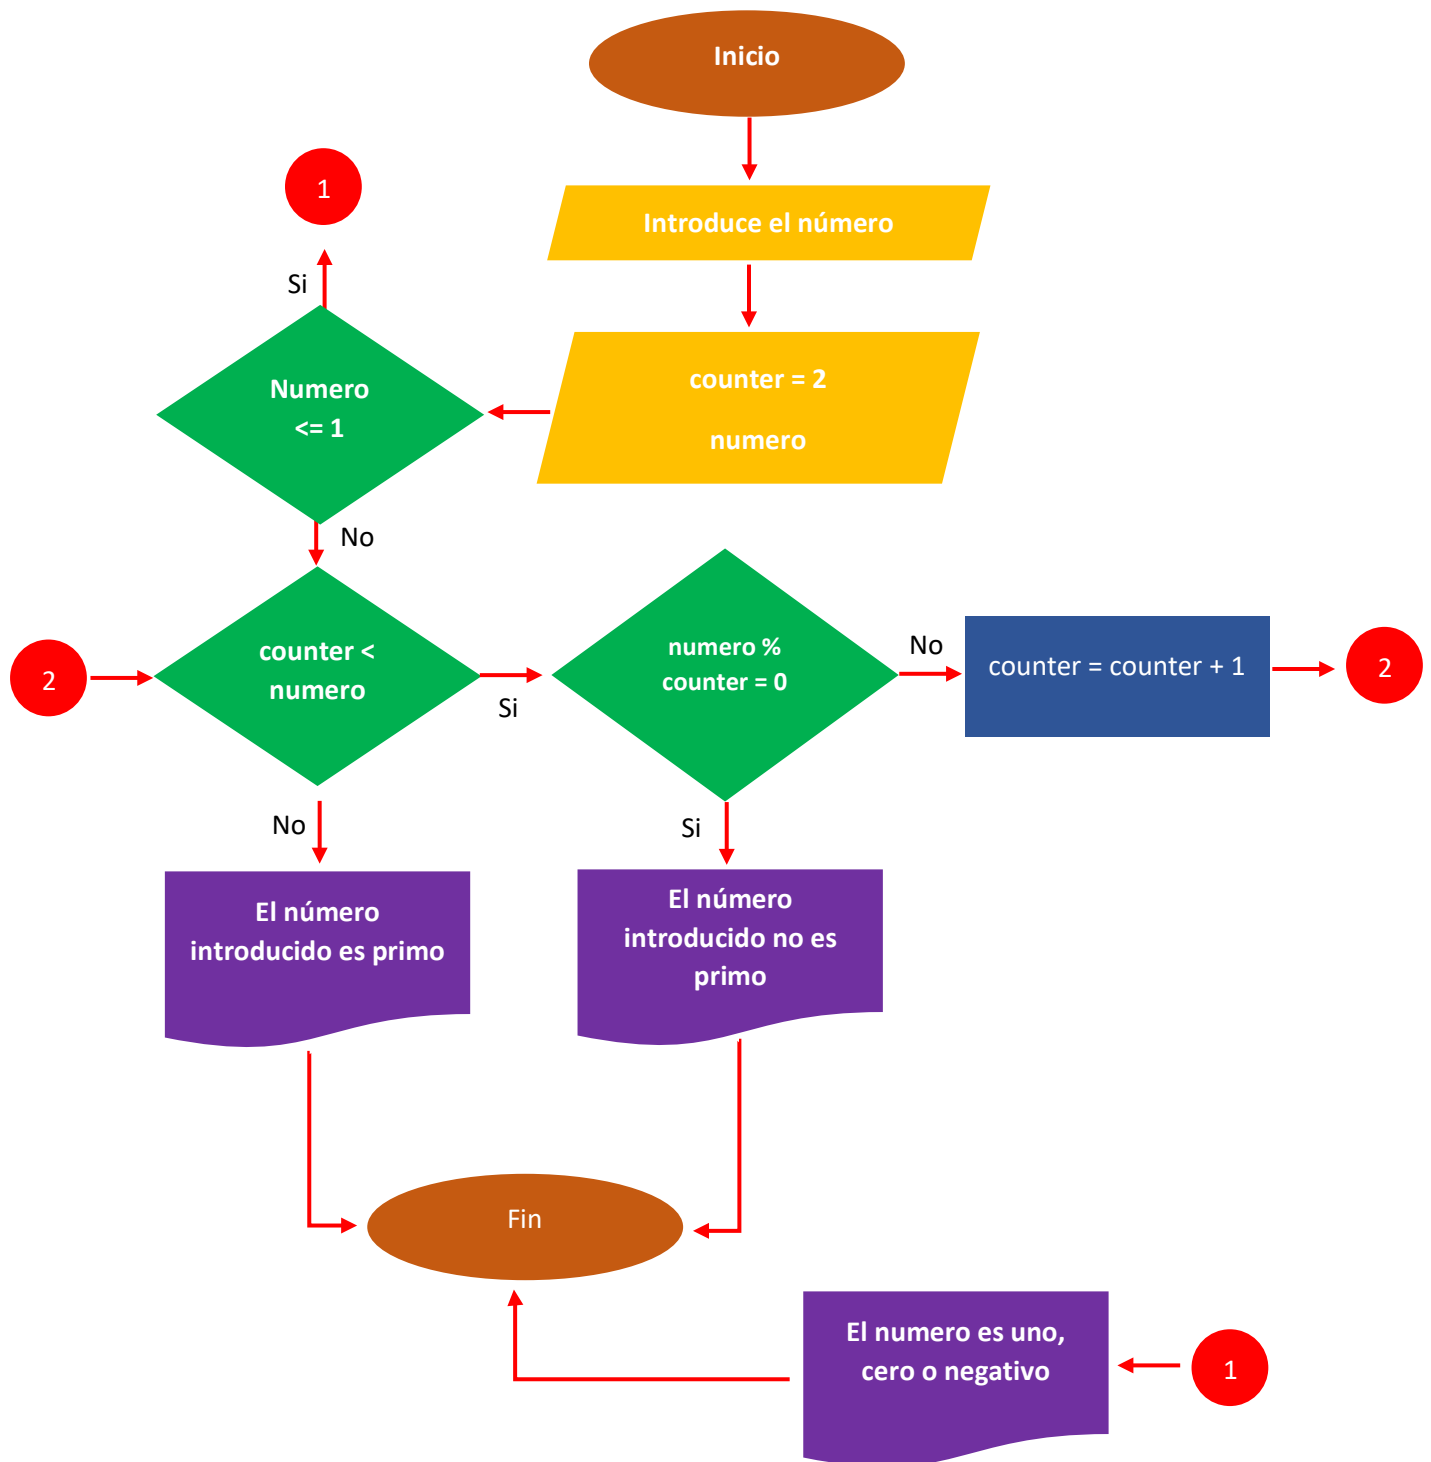 Inicio
1
Introduce el número
Si
Numero
<= 1
counter = 2
numero
No
2
counter <
numero
Si
numero %
counter = 0
No
counter = counter + 1
2
No
Si
El número
introducido es primo
El número
introducido no es
primo
Fin
El numero es uno,
cero o negativo
1